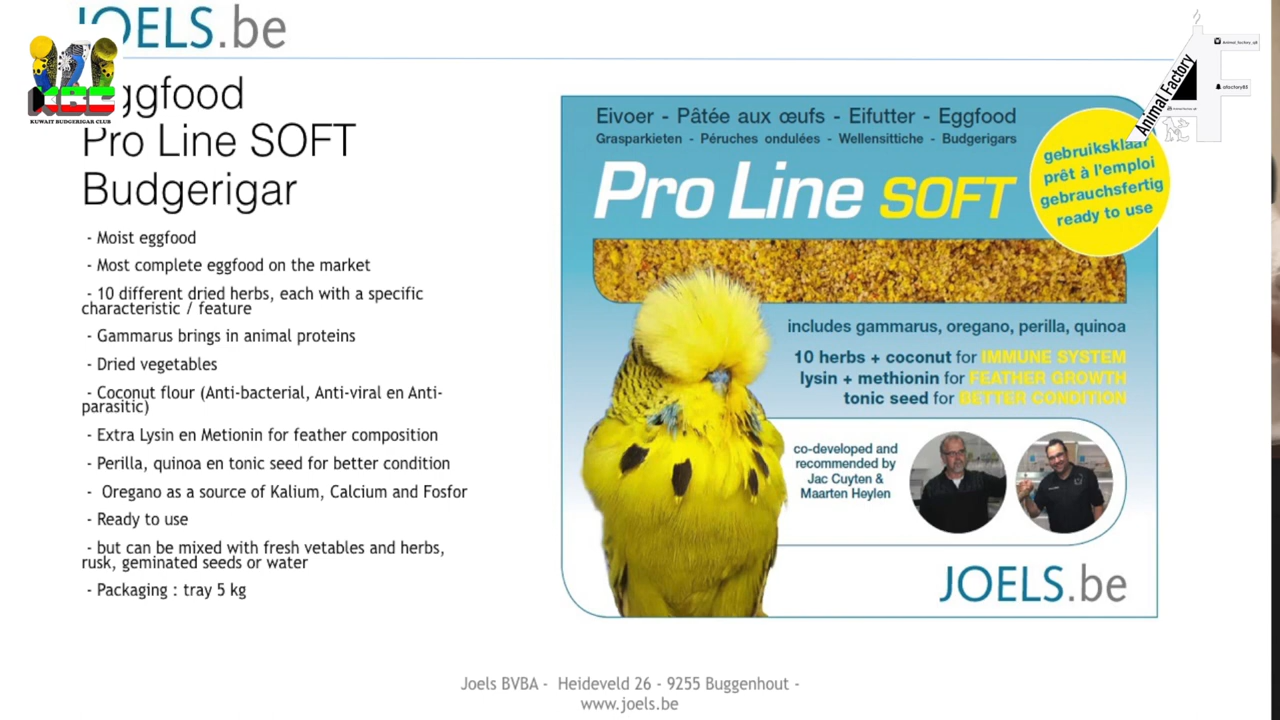 JOELS.be
KBC
KUWAIT BUDGERIGAR CLUB
Eggfood
Pro Line SOFT
Budgerigar
- Moist eggfood
- Most complete eggfood on the market
- 10 different dried herbs, each with a specific
characteristic / feature
- Gammarus brings in animal proteins
- Dried vegetables
- Coconut flour (Anti-bacterial, Anti-viral en Anti-
parasitic)
- Extra Lysin en Metionin for feather composition
- Perilla, quinoa en tonic seed for better condition
- Oregano as a source of Kalium, Calcium and Fosfor
- Ready to use
- but can be mixed with fresh vetables and herbs,
rusk, geminated seeds or water
- Packaging : tray 5 kg
Animal Factory
afactory85
Eivoer - Pâtée aux œufs - Eifutter - Eggfood
Grasparkieten - Péruches ondulées - Wellensittiche - Budgerigars
Pro Line SOFT
gebruiksklaar
prêt à l'emploi
gebrauchsfertig
ready to use
includes gammarus, oregano, perilla, quinoa
10 herbs + coconut for IMMUNE SYSTEM
lysin + methionin for FEATHER GROWTH
tonic seed for BETTER CONDITION
co-developed and
recommended by
Jac Cuyten &
Maarten Heylen
JOELS.be
Joels BVBA - Heideveld 26 - 9255 Buggenhout -
www.joels.be